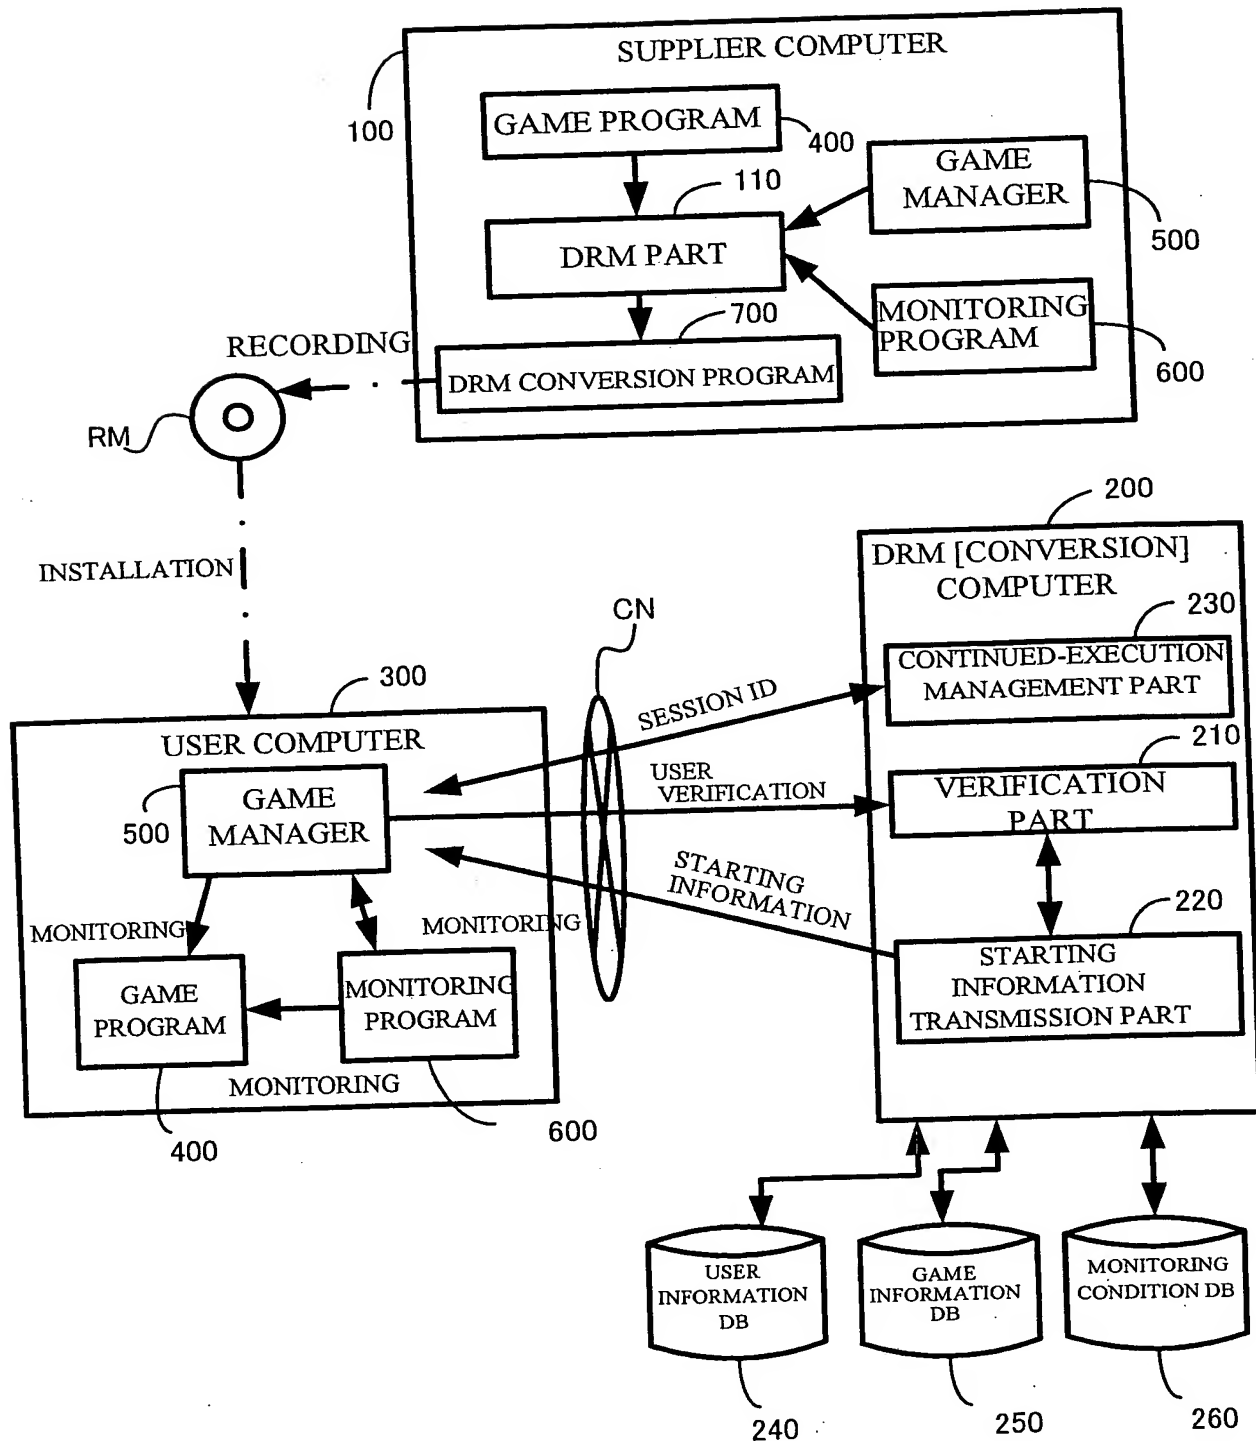 SUPPLIER COMPUTER
100
GAME PROGRAM
400
110
GAME
MANAGER
500
DRM PART
700
MONITORING
PROGRAM
600
RECORDING
DRM CONVERSION PROGRAM
RM
INSTALLATION
200
DRM [CONVERSION]
COMPUTER
CN
230
CONTINUED-EXECUTION
MANAGEMENT PART
300
SESSION ID
USER COMPUTER
210
500
GAME
MANAGER
USER
VERIFICATION
VERIFICATION
PART
STARTING
INFORMATION
220
MONITORING
MONITORING
STARTING
INFORMATION
TRANSMISSION PART
GAME
PROGRAM
MONITORING
PROGRAM
MONITORING
400
600
USER
INFORMATION
DB
GAME
INFORMATION
DB
MONITORING
CONDITION DB
240
250
260